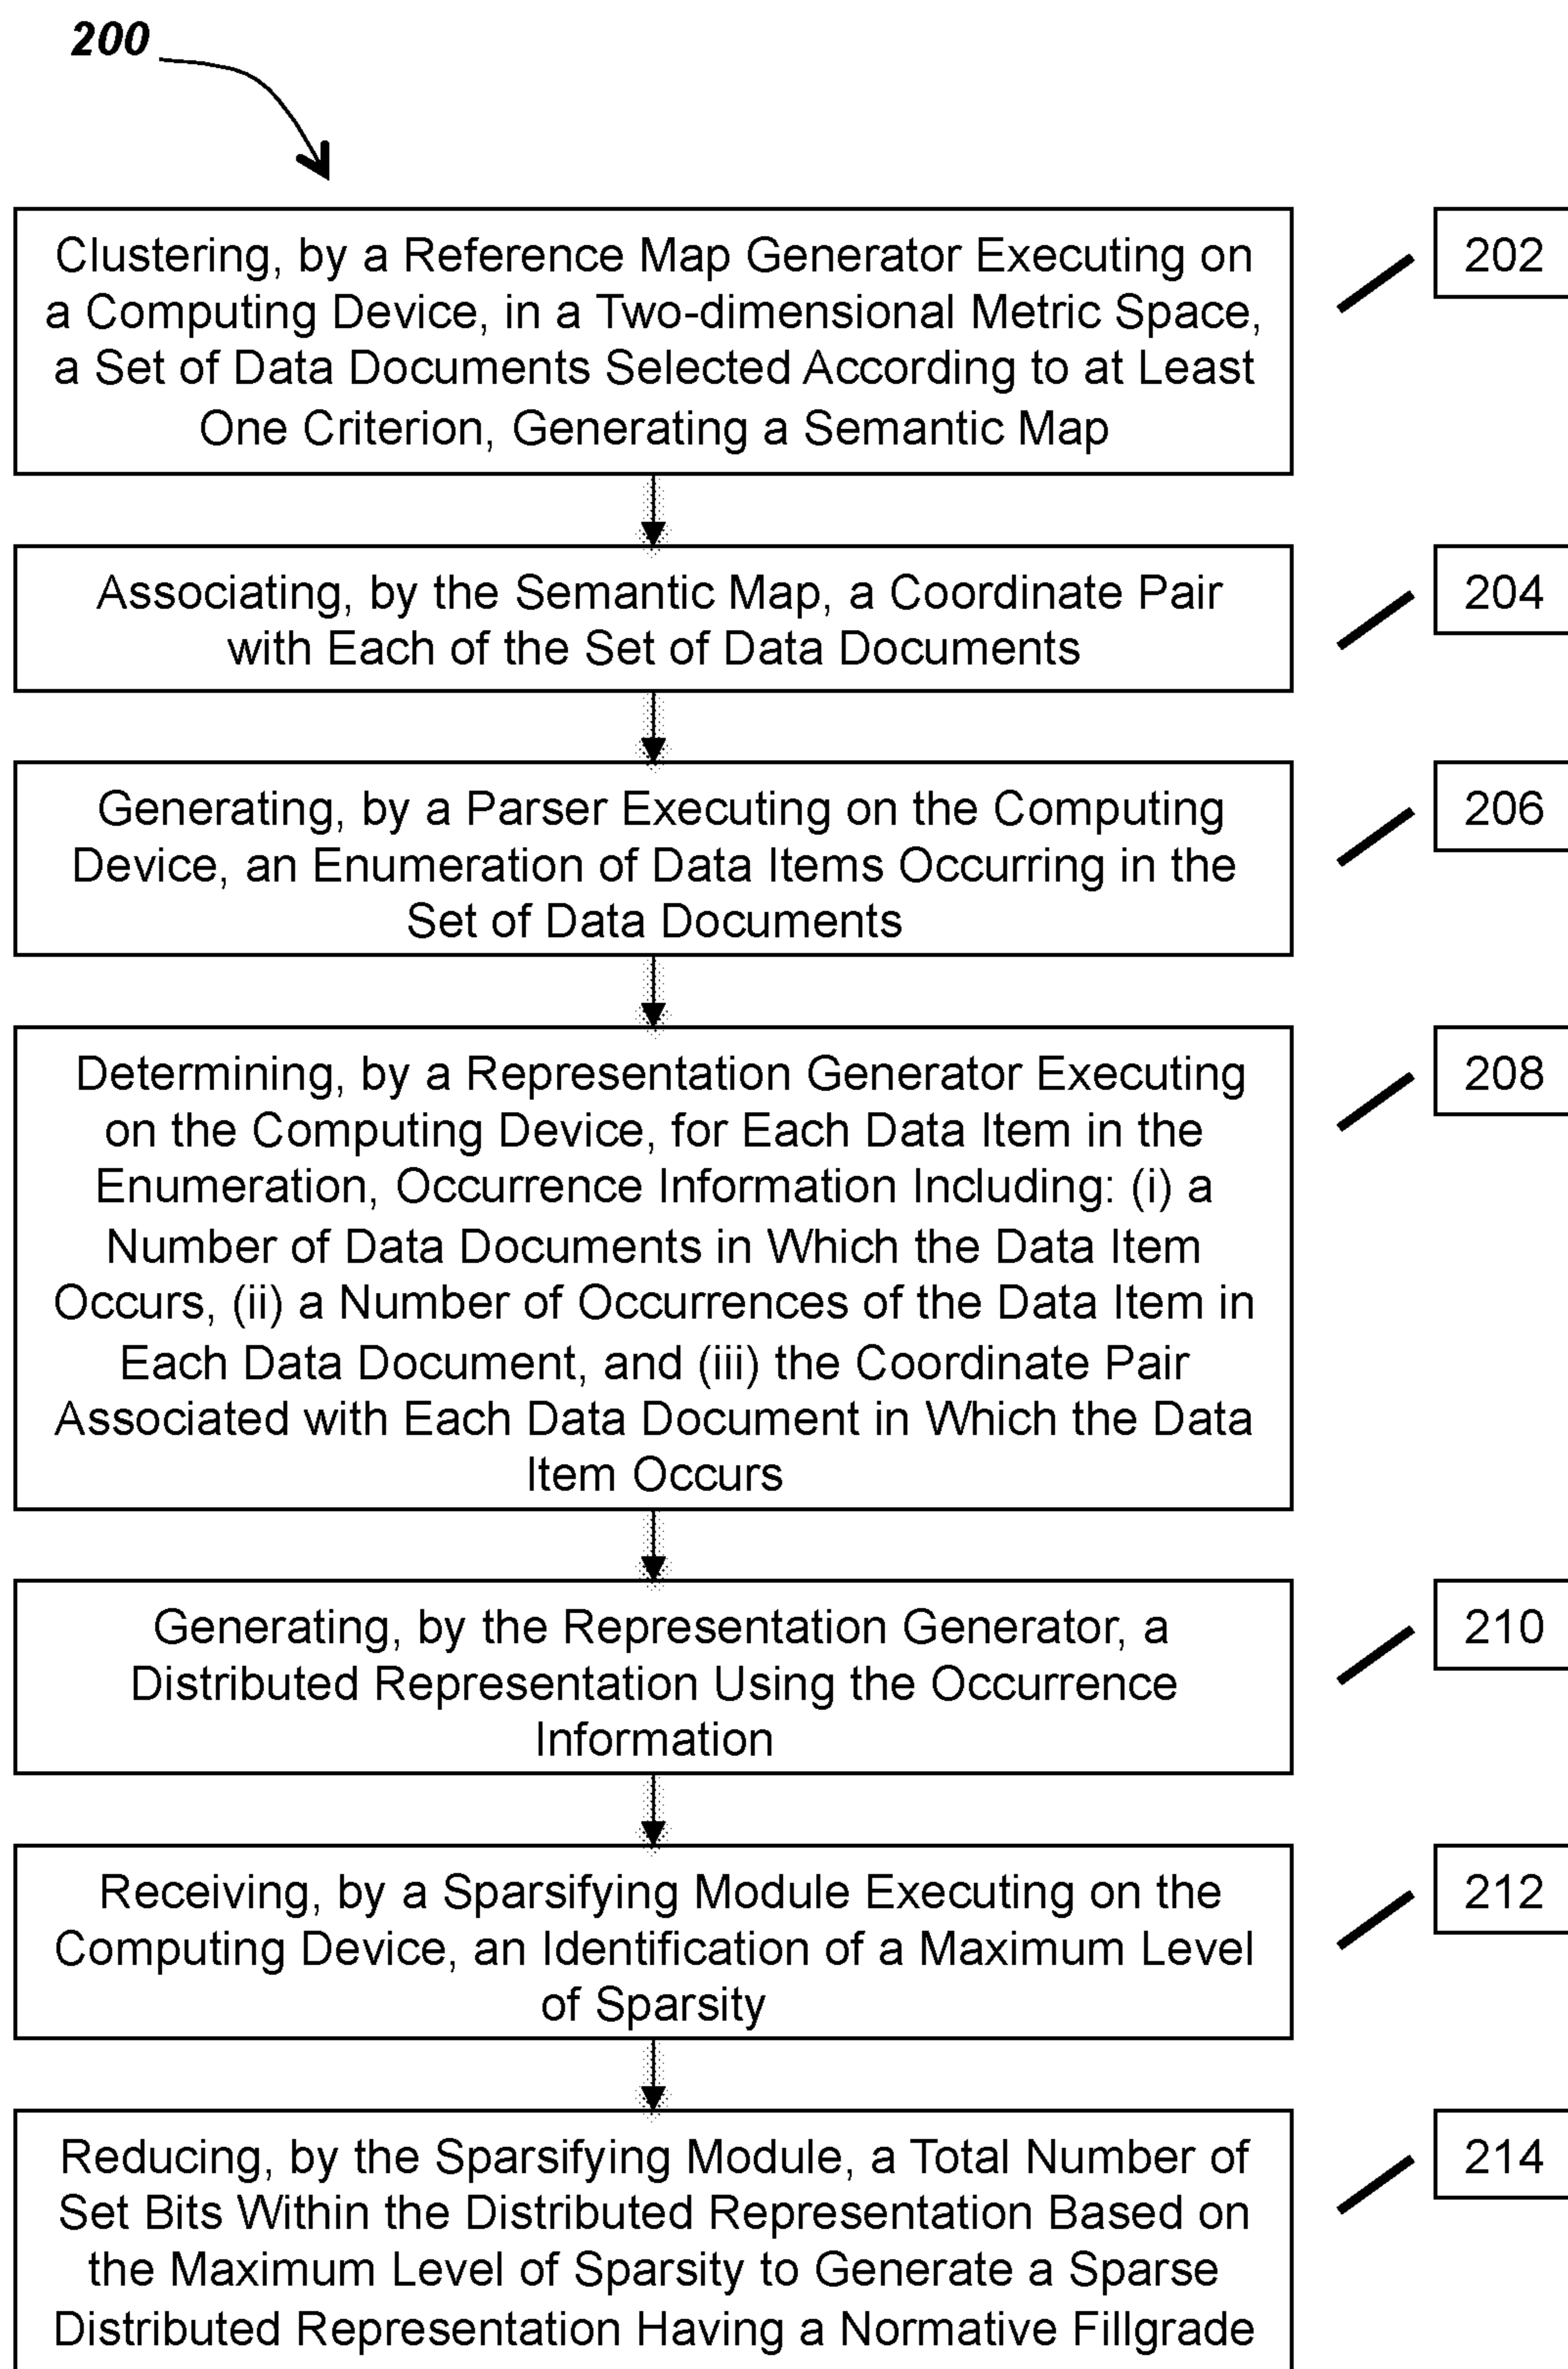 200
Clustering, by a Reference Map Generator Executing on
a Computing Device, in a Two-dimensional Metric Space,
a Set of Data Documents Selected According to at Least
One Criterion, Generating a Semantic Map
202
Associating, by the Semantic Map, a Coordinate Pair
with Each of the Set of Data Documents
204
Generating, by a Parser Executing on the Computing
Device, an Enumeration of Data Items Occurring in the
Set of Data Documents
206
Determining, by a Representation Generator Executing
on the Computing Device, for Each Data Item in the
Enumeration, Occurrence Information Including: (i) a
Number of Data Documents in Which the Data Item
Occurs, (ii) a Number of Occurrences of the Data Item in
Each Data Document, and (iii) the Coordinate Pair
Associated with Each Data Document in Which the Data
Item Occurs
208
Generating, by the Representation Generator, a
Distributed Representation Using the Occurrence
Information
210
Receiving, by a Sparsifying Module Executing on the
Computing Device, an Identification of a Maximum Level
of Sparsity
212
Reducing, by the Sparsifying Module, a Total Number of
Set Bits Within the Distributed Representation Based on
the Maximum Level of Sparsity to Generate a Sparse
Distributed Representation Having a Normative Fillgrade
214